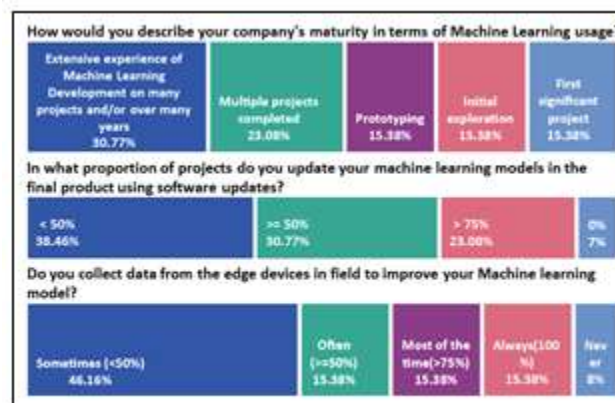 How would you describe your company's maturity in terms of Machine Learning usage?
Extensive experience of
Machine Learning
Development on many
projects and/or over many
years
30.77%
Multiple projects
completed
23.08%
Prototyping
15.38%
Initial
exploration
15.38%
First
significant
project
15.38%
In what proportion of projects do you update your machine learning models in the
final product using software updates?
< 50%
38.46%
>= 50%
30.77%
> 75%
23.00%
0%
7%
Do you collect data from the edge devices in field to improve your Machine learning
model?
Sometimes (<50%)
46.16%
Often
(>=50%)
15.38%
Most of the
time(>75%)
15.38%
Always(100
%)
15.38%
Nev
er
8%